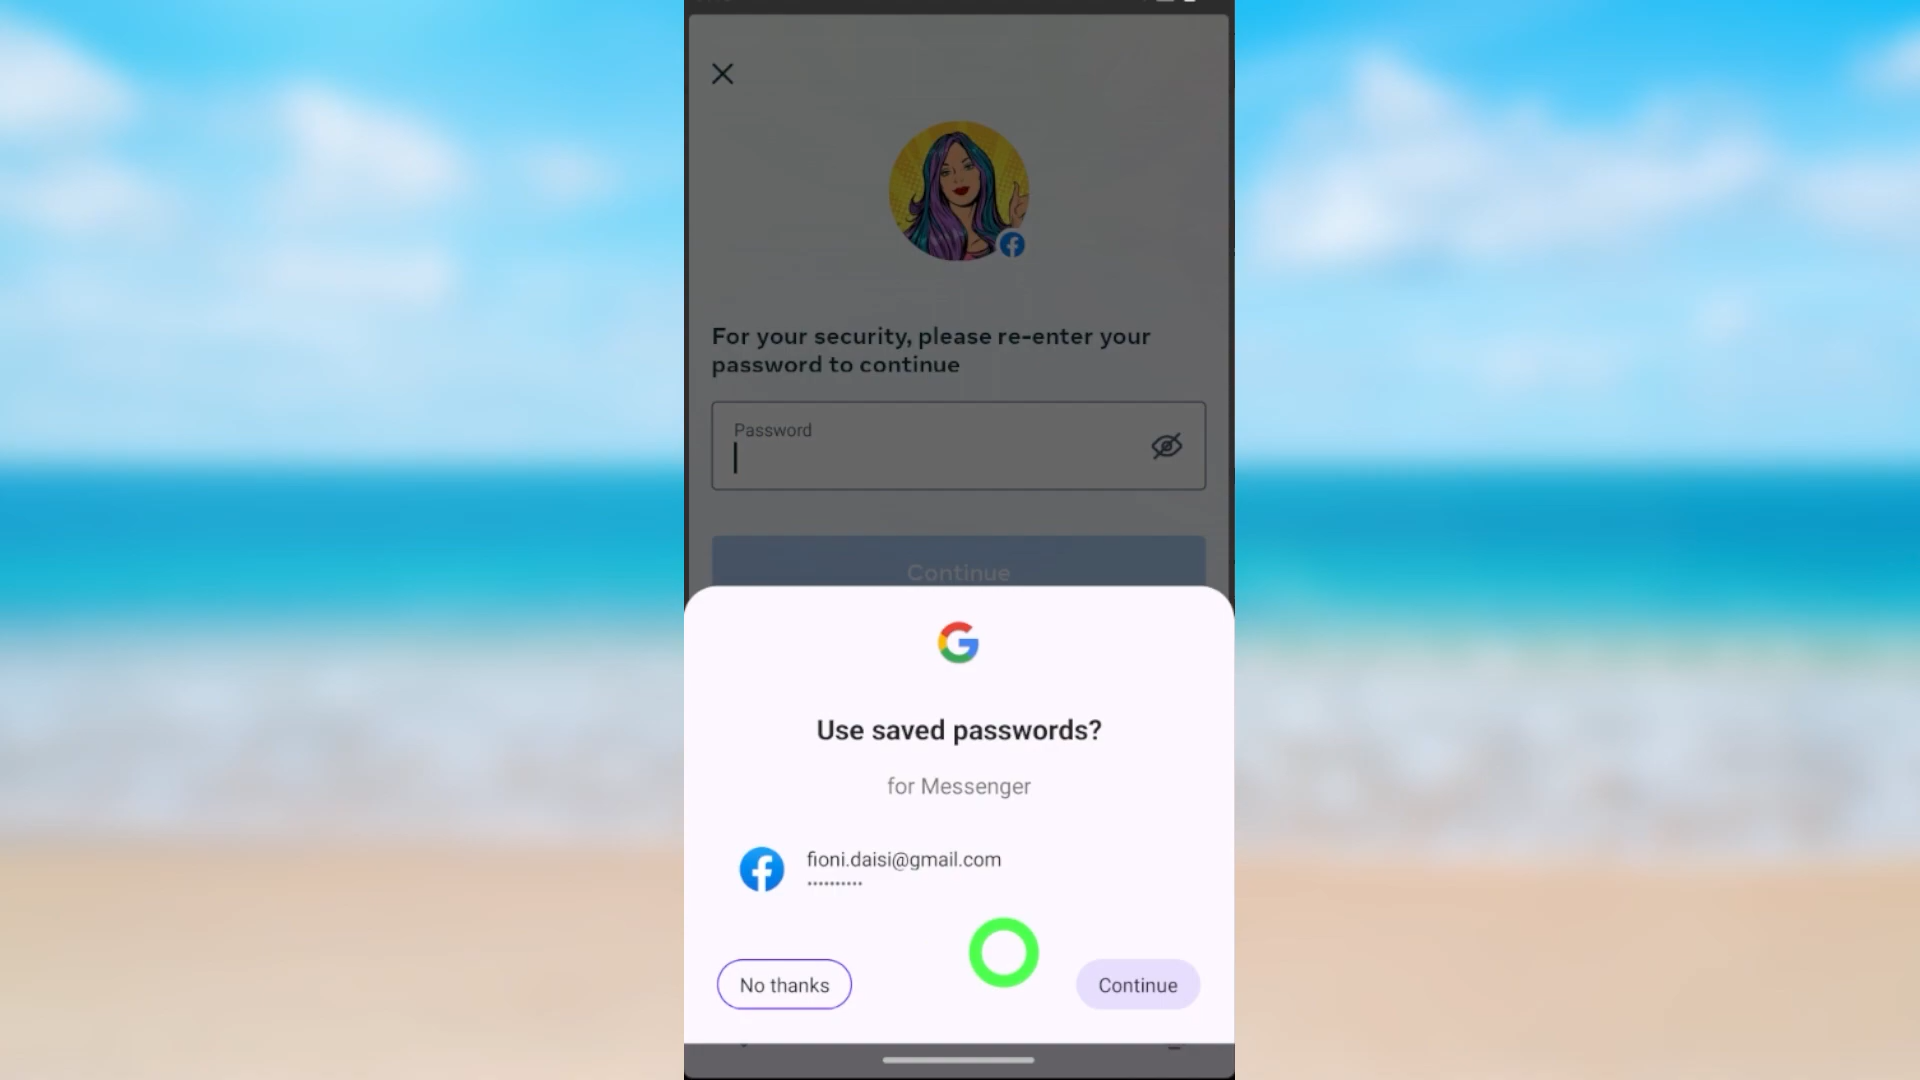 For your security, please re-enter your
password to continue
Password
Continue
Use saved passwords?
for Messenger
fioni.daisi@gmail.com
••••••••••
No thanks
Continue